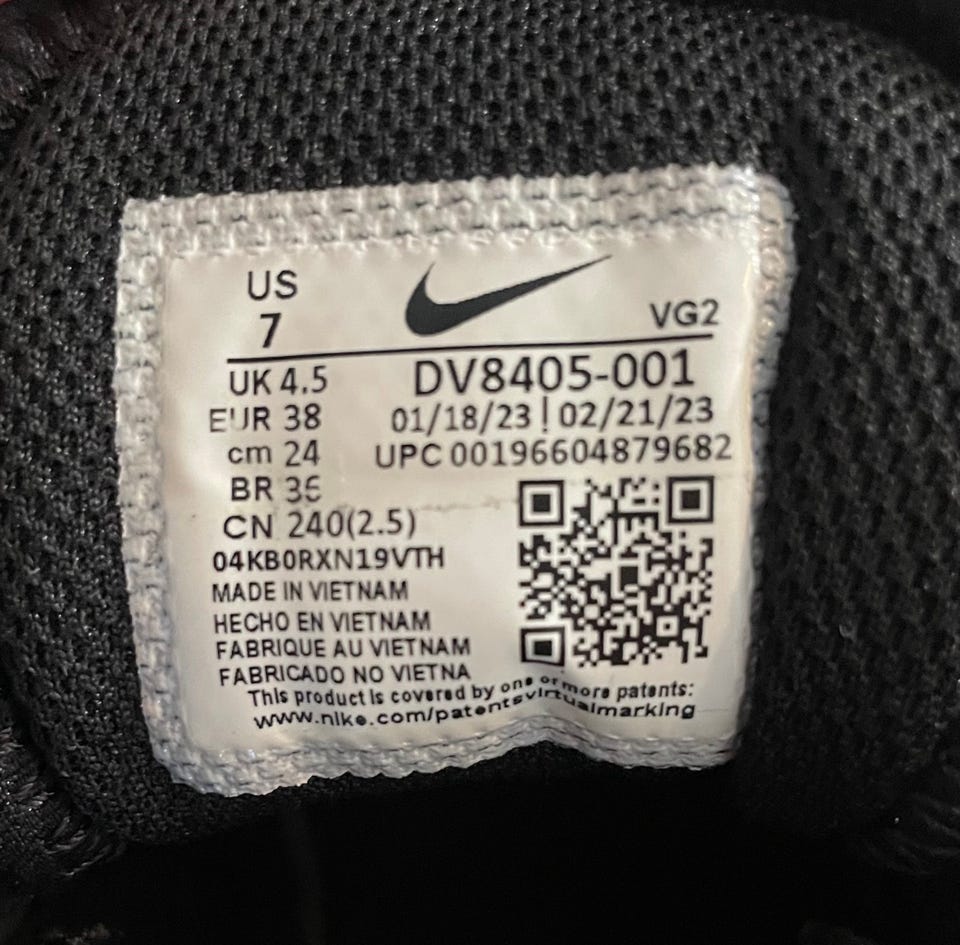 US
7
VG2
UK 4.5
DV8405-001
EUR 38
01/18/23 | 02/21/23
cm 24
UPC 00196604879682
BR 36
CN 240(2.5)
04KB0RXN19VTH
MADE IN VIETNAM
HECHO EN VIETNAM
FABRIQUE AU VIETNAM
FABRICADO NO VIETNA
This product is covered by one or more patents:
www.nike.com/patentsvirtualmarking